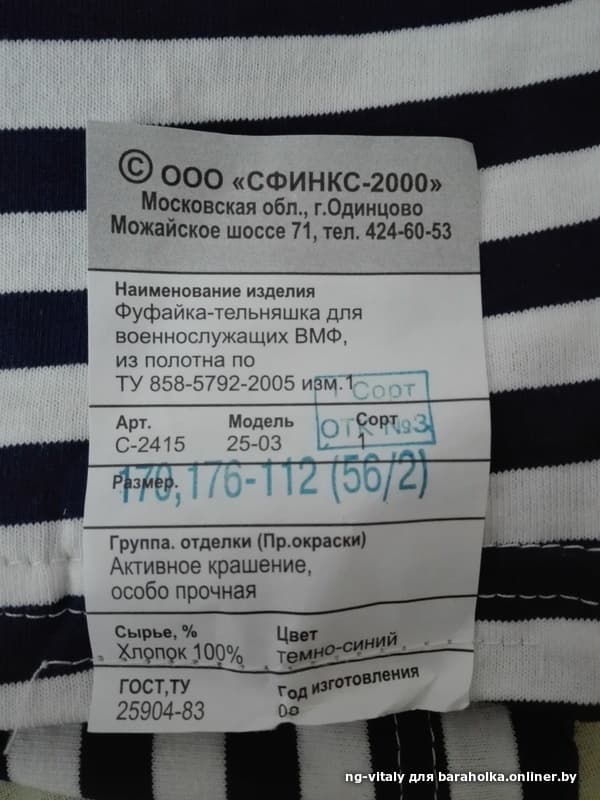 © ООО «СФИНКС-2000»
Московская обл., г.Одинцово
Можайское шоссе 71, тел. 424-60-53
Наименование изделия
Фуфайка-тельняшка для
военнослужащих ВМФ,
из полотна по
ТУ 858-5792-2005 изм.1
1 Сорт
ОТК №3
Арт. Модель Сорт
С-2415 25-03 1
Размер.
170,176-112 (56/2)
Группа. отделки (Пр.окраски)
Активное крашение,
особо прочная
Сырье, % Цвет
Хлопок 100% темно-синий
ГОСТ,ТУ Год изготовления
25904-83 08
ng-vitaly для baraholka.onliner.by